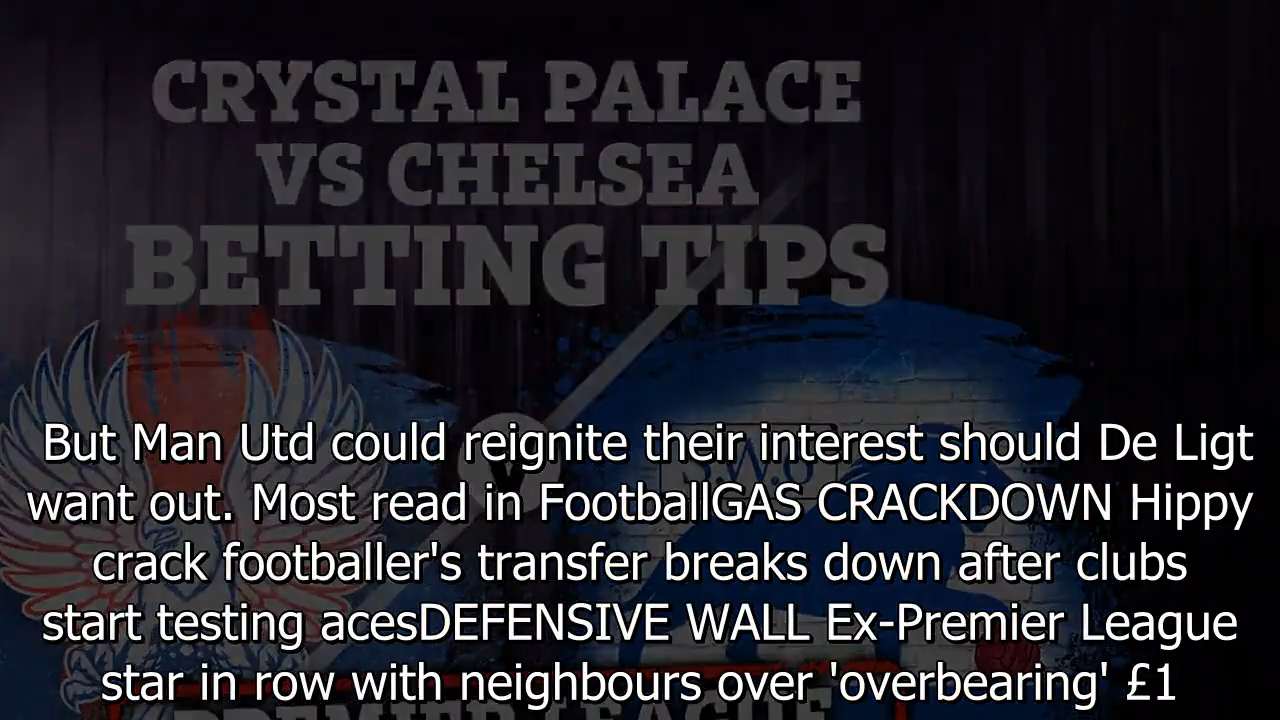 CRYSTAL PALACE
VS CHELSEA
BETTING TIPS
But Man Utd could reignite their interest should De Ligt
want out. Most read in FootballGAS CRACKDOWN Hippy
crack footballer's transfer breaks down after clubs
start testing acesDEFENSIVE WALL Ex-Premier League
star in row with neighbours over 'overbearing' £1
PREMIER LEAGUE